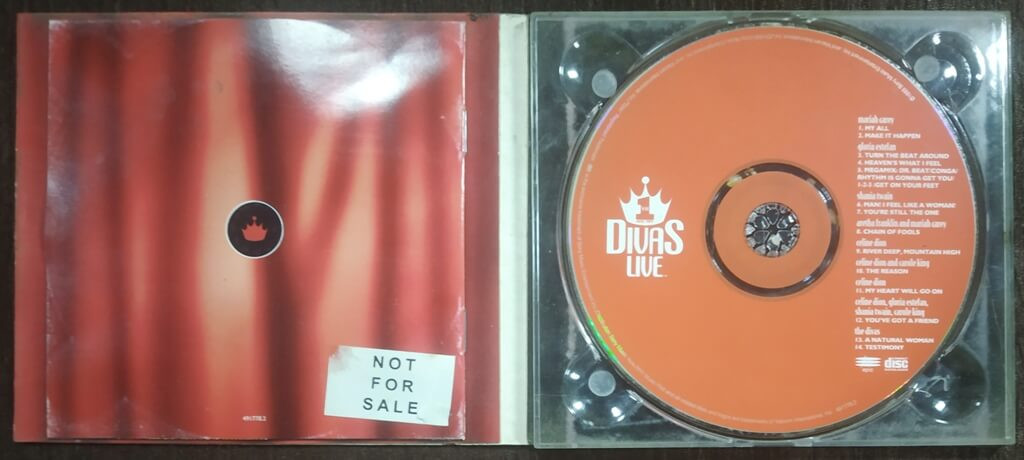 NOT
FOR
SALE
491778.2
DIVAS
LIVE
mariah carey
1. MY ALL
2. MAKE IT HAPPEN
gloria estefan
3. TURN THE BEAT AROUND
4. HEAVEN'S WHAT I FEEL
5. MEGAMIX: DR. BEAT/CONGA/
RHYTHM IS GONNA GET YOU/
1-2-3 /GET ON YOUR FEET
shania twain
6. MAN! I FEEL LIKE A WOMAN!
7. YOU'RE STILL THE ONE
aretha franklin and mariah carey
8. CHAIN OF FOOLS
celine dion
9. RIVER DEEP, MOUNTAIN HIGH
celine dion and carole king
10. THE REASON
celine dion
11. MY HEART WILL GO ON
celine dion, gloria estefan,
shania twain, carole king
12. YOU'VE GOT A FRIEND
the divas
13. A NATURAL WOMAN
14. TESTIMONY
epic
disc